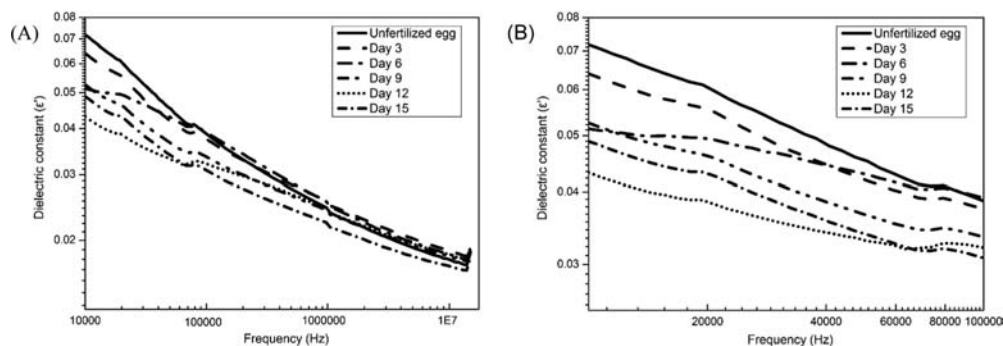 (A)
0.08
0.07
0.06
0.05
0.04
0.03
0.02
Dielectric constant (ε')
Unfertilized egg
Day 3
Day 6
Day 9
Day 12
Day 15
10000
100000
1000000
1E7
Frequency (Hz)
(B)
0.08
0.07
0.06
0.05
0.04
0.03
Dielectric constant (ε')
Unfertilized egg
Day 3
Day 6
Day 9
Day 12
Day 15
20000
40000
60000
80000
100000
Frequency (Hz)